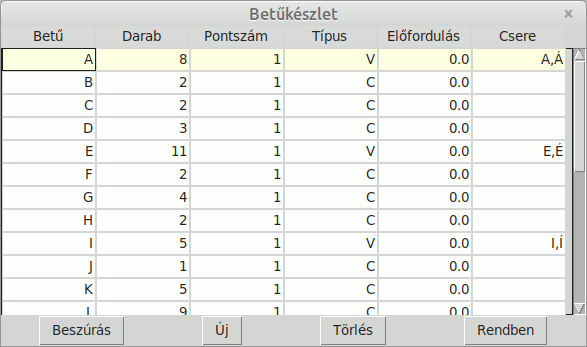 Betűkészlet
Betű Darab Pontszám Típus Előfordulás Csere
A 8 1 V 0.0 A,Á
B 2 1 C 0.0
C 2 1 C 0.0
D 3 1 C 0.0
E 11 1 V 0.0 E,É
F 2 1 C 0.0
G 4 1 C 0.0
H 2 1 C 0.0
I 5 1 V 0.0 I,Í
J 1 1 C 0.0
K 5 1 C 0.0
9 1 C 0.0
Beszúrás Új Törlés Rendben